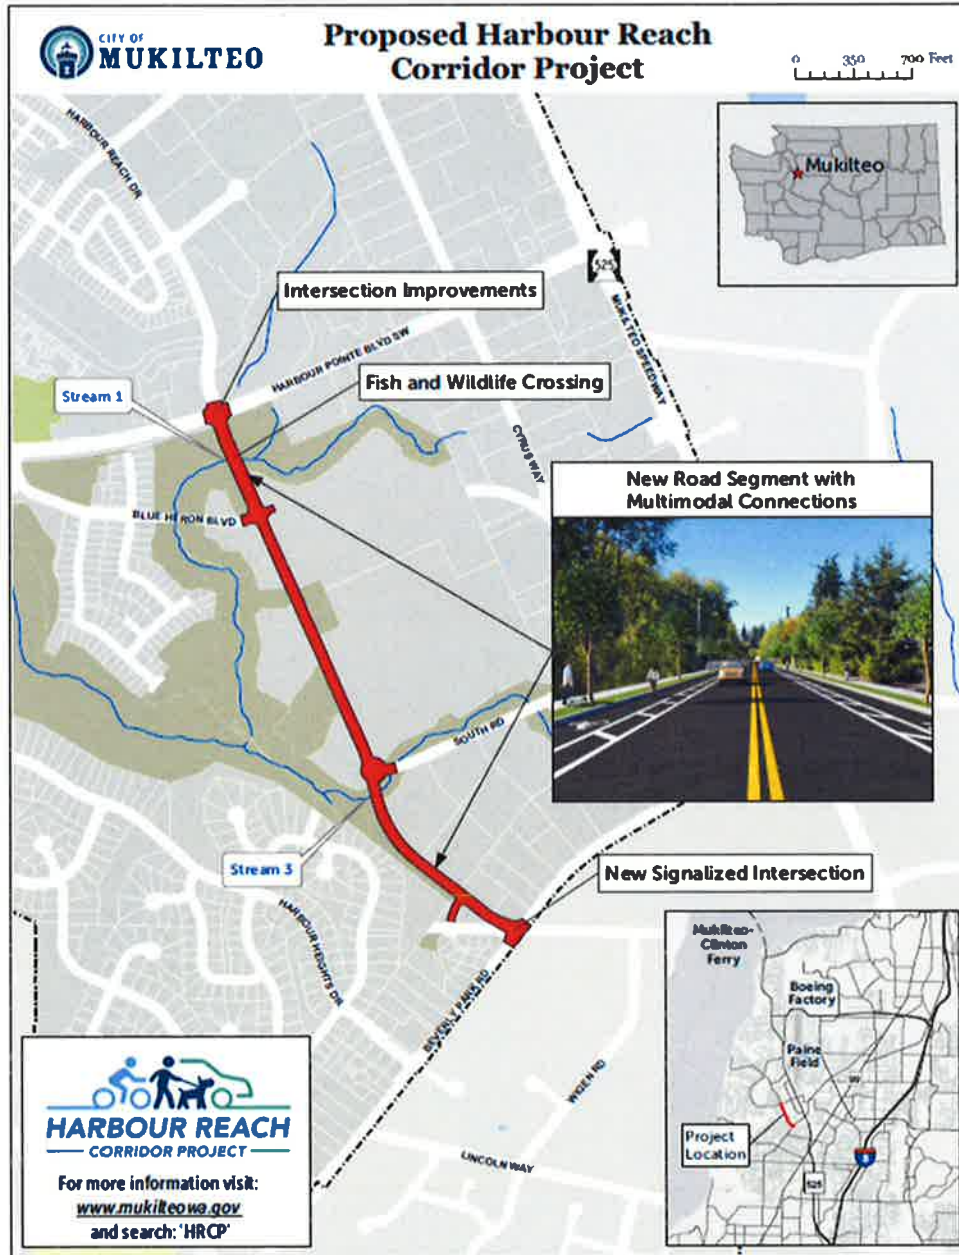 CITY OF
MUKILTEO
Proposed Harbour Reach
Corridor Project
0 350 700 Feet
HARBOUR REACH DR
Mukilteo
525
Intersection Improvements
MUKILTEO SPEEDWAY
HARBOUR POINTE BLVD SW
Fish and Wildlife Crossing
Stream 1
CYRUS WAY
New Road Segment with
Multimodal Connections
BLUE HERON BLVD
SOUTH RD
Stream 3
New Signalized Intersection
HARBOUR HEIGHTS DR
BEVERLY PARK RD
WIGEN RD
LINCOLN WAY
Mukilteo-
Clinton
Ferry
Boeing
Factory
Paine
Field
99
Project
Location
5
525
HARBOUR REACH
CORRIDOR PROJECT
For more information visit:
www.mukilteowa.gov
and search: 'HRCP'